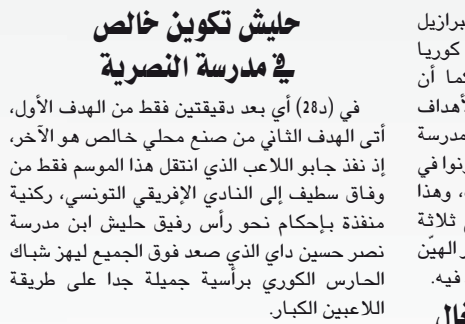 حليش تكوين خالص
في مدرسة النصرية
في (د28) أي بعد دقيقتين فقط من الهدف الأول،
أتى الهدف الثاني من صنع محلي خالص هو الآخر،
إذ نفذ جابو اللاعب الذي انتقل هذا الموسم فقط من
وفاق سطيف إلى النادي الإفريقي التونسي، ركنية
منفذة بإحكام نحو رأس رفيق حليش ابن مدرسة
نصر حسين داي الذي صعد فوق الجميع ليهز شباك
الحارس الكوري برأسية جميلة جدا على طريقة
اللاعبين الكبار.
برازيل
كوريا
كما أن
لأهداف
مدرسة
ونوا في
، وهذا
ثلاثة
الهيّن
فيه.